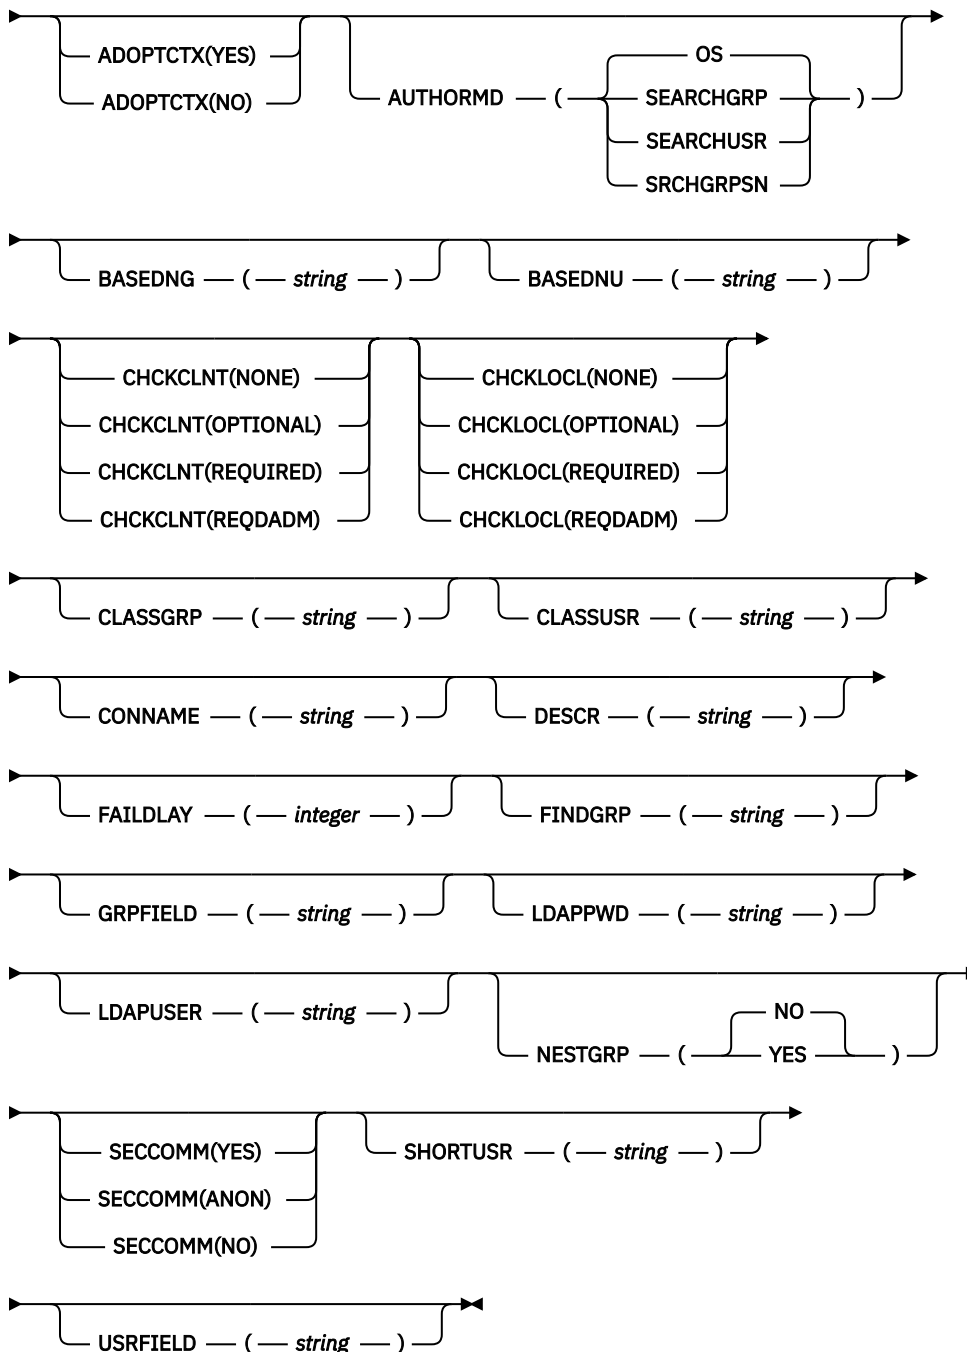 ADOPTCTX(YES)
ADOPTCTX(NO)
AUTHORMD ( OS
SEARCHGRP )
SEARCHUSR
SRCHGRPSN
BASEDNG ( string ) BASEDNU ( string )
CHCKCLNT(NONE) CHCKLOCL(NONE)
CHCKCLNT(OPTIONAL) CHCKLOCL(OPTIONAL)
CHCKCLNT(REQUIRED) CHCKLOCL(REQUIRED)
CHCKCLNT(REQDADM) CHCKLOCL(REQDADM)
CLASSGRP ( string ) CLASSUSR ( string )
CONNAME ( string ) DESCR ( string )
FAILDLAY ( integer ) FINDGRP ( string )
GRPFIELD ( string ) LDAPPWD ( string )
LDAPUSER ( string ) NO
NESTGRP ( YES )
SECCOMM(YES) SHORTUSR ( string )
SECCOMM(ANON)
SECCOMM(NO)
USRFIELD ( string )